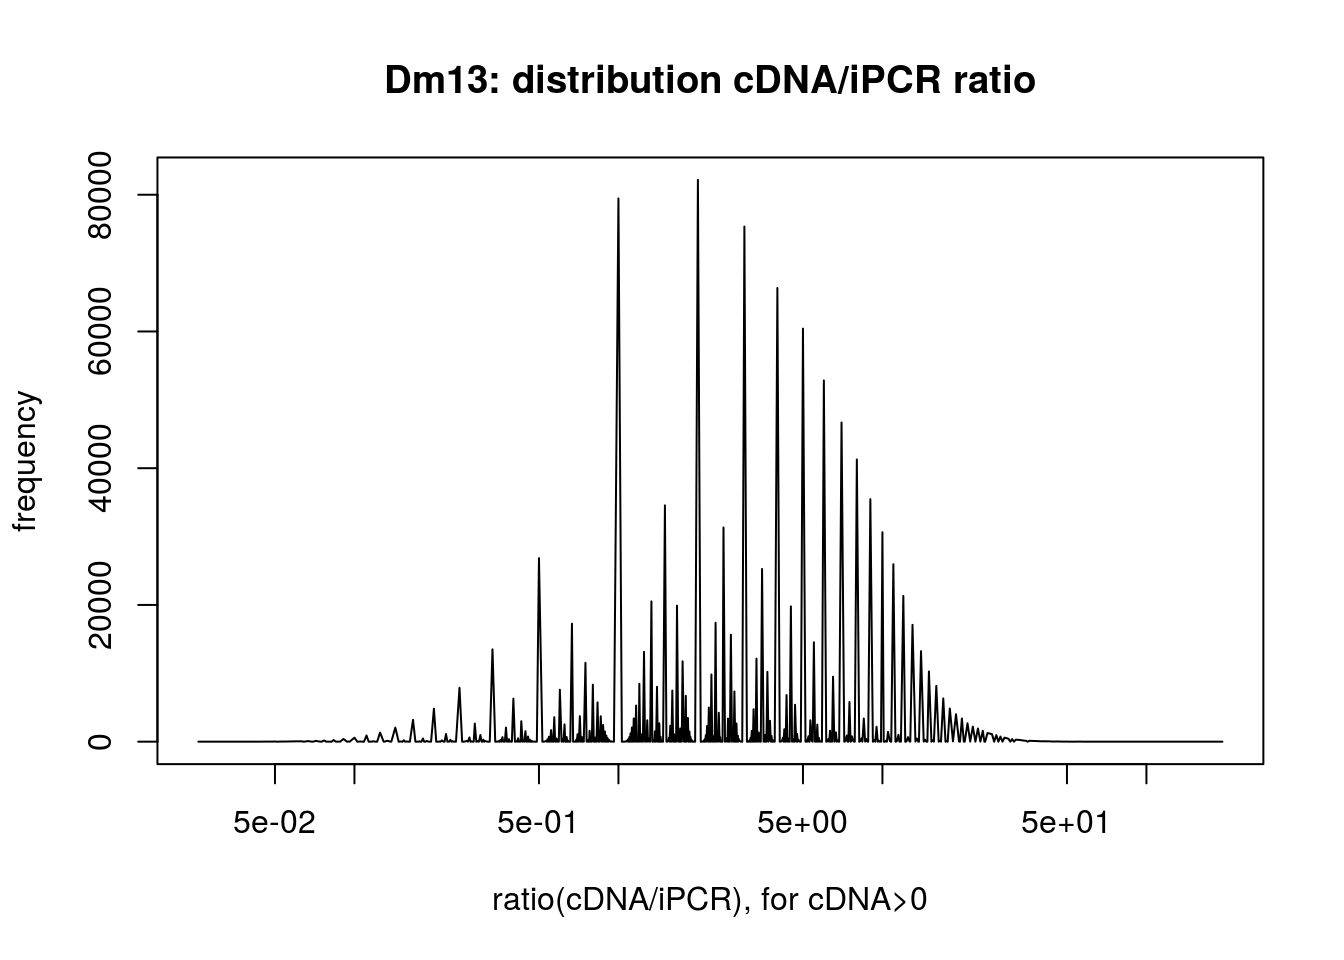 Dm13: distribution cDNA/iPCR ratio
frequency
80000
60000
40000
20000
0
5e-02 5e-01 5e+00 5e+01
ratio(cDNA/iPCR), for cDNA>0